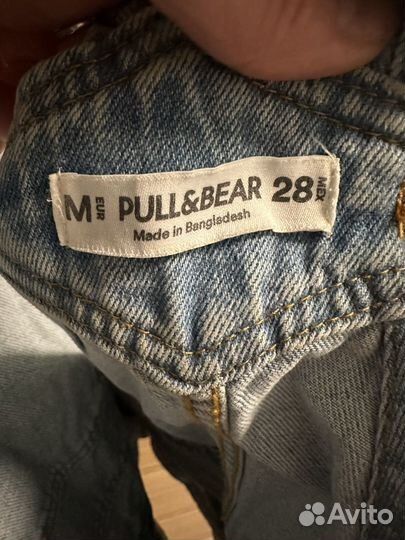 M EUR PULL&BEAR 28 MEX
Made in Bangladesh
Avito